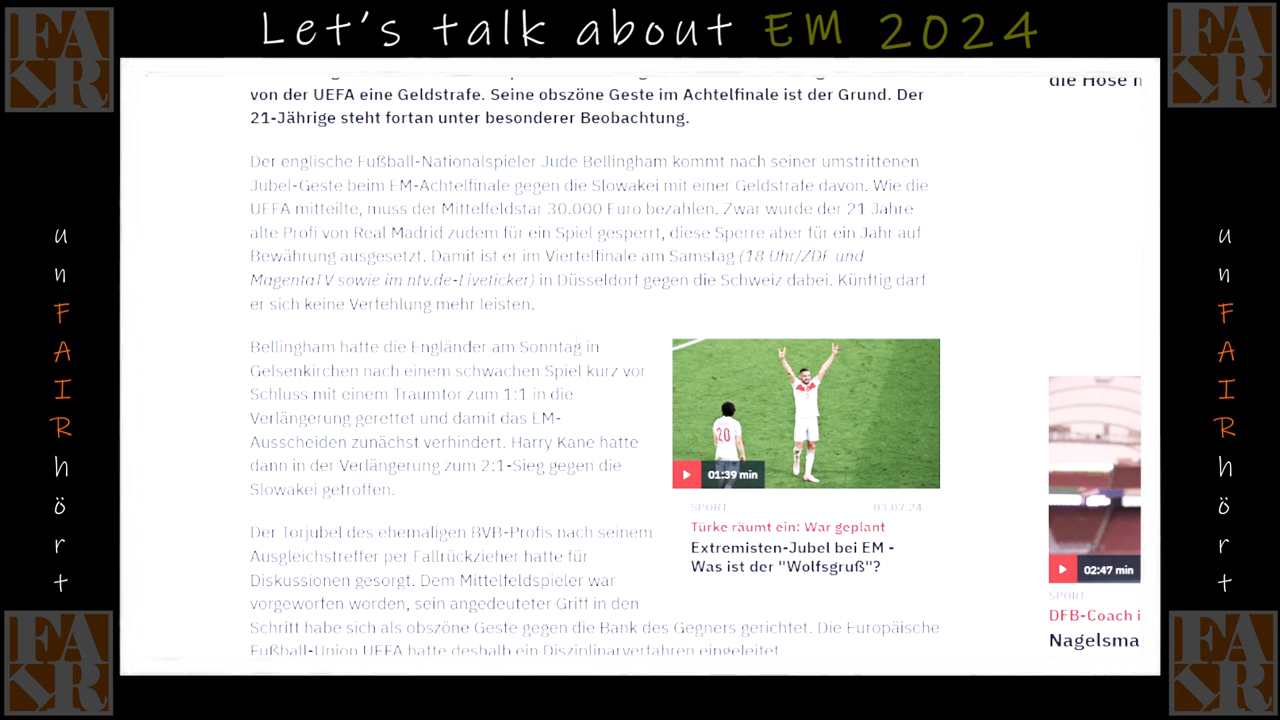 Let's talk about EM 2024
FAIR
FAIR
die Hose n
von der UEFA eine Geldstrafe. Seine obszöne Geste im Achtelfinale ist der Grund. Der
21-Jährige steht fortan unter besonderer Beobachtung.
Der englische Fußball-Nationalspieler Jude Bellingham kommt nach seiner umstrittenen
Jubel-Geste beim EM-Achtelfinale gegen die Slowakei mit einer Geldstrafe davon. Wie die
UEFA mitteilte, muss der Mittelfeldstar 30.000 Euro bezahlen. Zwar wurde der 21 Jahre
alte Profi von Real Madrid zudem für ein Spiel gesperrt, diese Sperre aber für ein Jahr auf
Bewährung ausgesetzt. Damit ist er im Viertelfinale am Samstag (18 Uhr/ZDF und
MagentaTV sowie im ntv.de-Liveticker) in Düsseldorf gegen die Schweiz dabei. Künftig darf
er sich keine Verfehlung mehr leisten.
Bellingham hatte die Engländer am Sonntag in
Gelsenkirchen nach einem schwachen Spiel kurz vor
Schluss mit einem Traumtor zum 1:1 in die
Verlängerung gerettet und damit das EM-
Ausscheiden zunächst verhindert. Harry Kane hatte
dann in der Verlängerung zum 2:1-Sieg gegen die
Slowakei getroffen.
20
01:39 min
SPORT 03.07.24
Türke räumt ein: War geplant
Extremisten-Jubel bei EM -
Was ist der "Wolfsgruß"?
Der Torjubel des ehemaligen BVB-Profis nach seinem
Ausgleichstreffer per Fallrückzieher hatte für
Diskussionen gesorgt. Dem Mittelfeldspieler war
vorgeworfen worden, sein angedeuteter Griff in den
Schritt habe sich als obszöne Geste gegen die Bank des Gegners gerichtet. Die Europäische
Fußball-Union UEFA hatte deshalb ein Disziplinarverfahren eingeleitet
02:47 min
SPORT
DFB-Coach i
Nagelsma
unFAIRhört
unFAIRhört
FAIR
FAIR